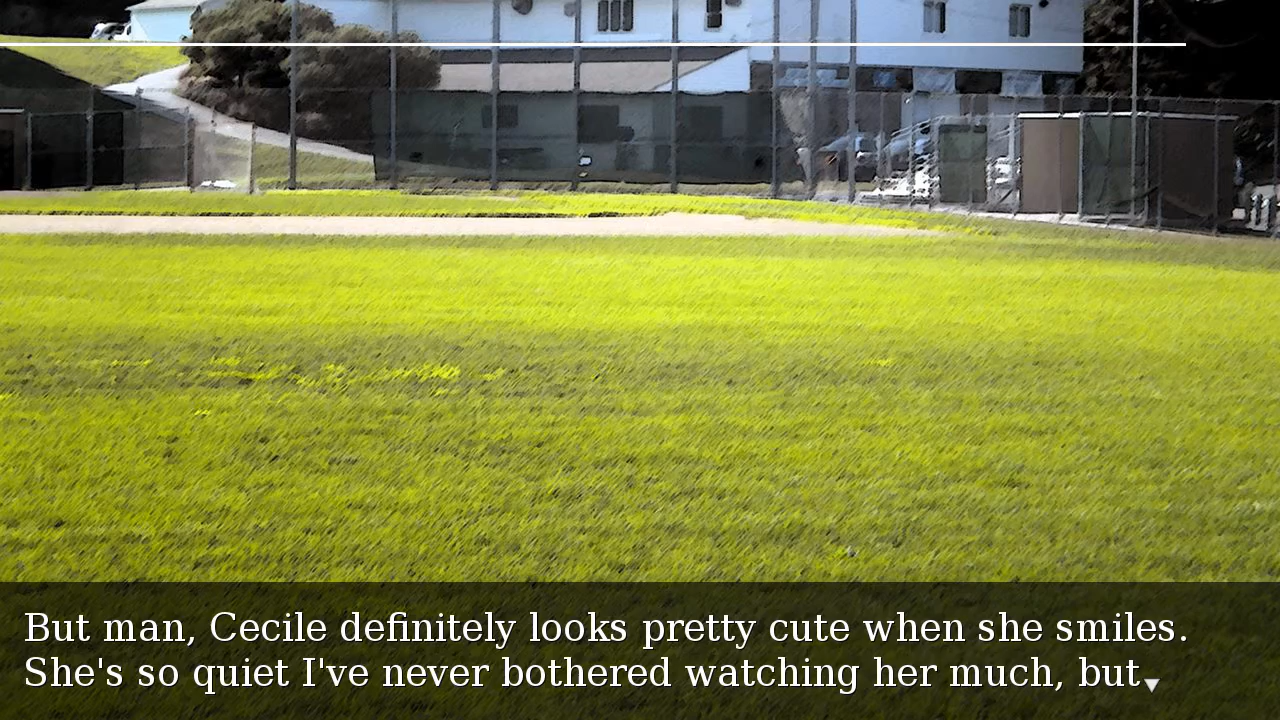 But man, Cecile definitely looks pretty cute when she smiles.
She's so quiet I've never bothered watching her much, but